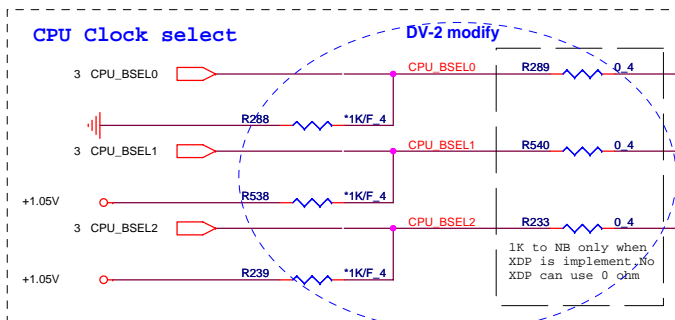 CPU Clock select
DV-2 modify
3 CPU_BSEL0 CPU_BSEL0 R289 0_4
R288 *1K/F_4
3 CPU_BSEL1 CPU_BSEL1 R540 0_4
+1.05V R538 *1K/F_4
3 CPU_BSEL2 CPU_BSEL2 R233 0_4
1K to NB only when
XDP is implement.No
XDP can use 0 ohm
+1.05V R239 *1K/F_4